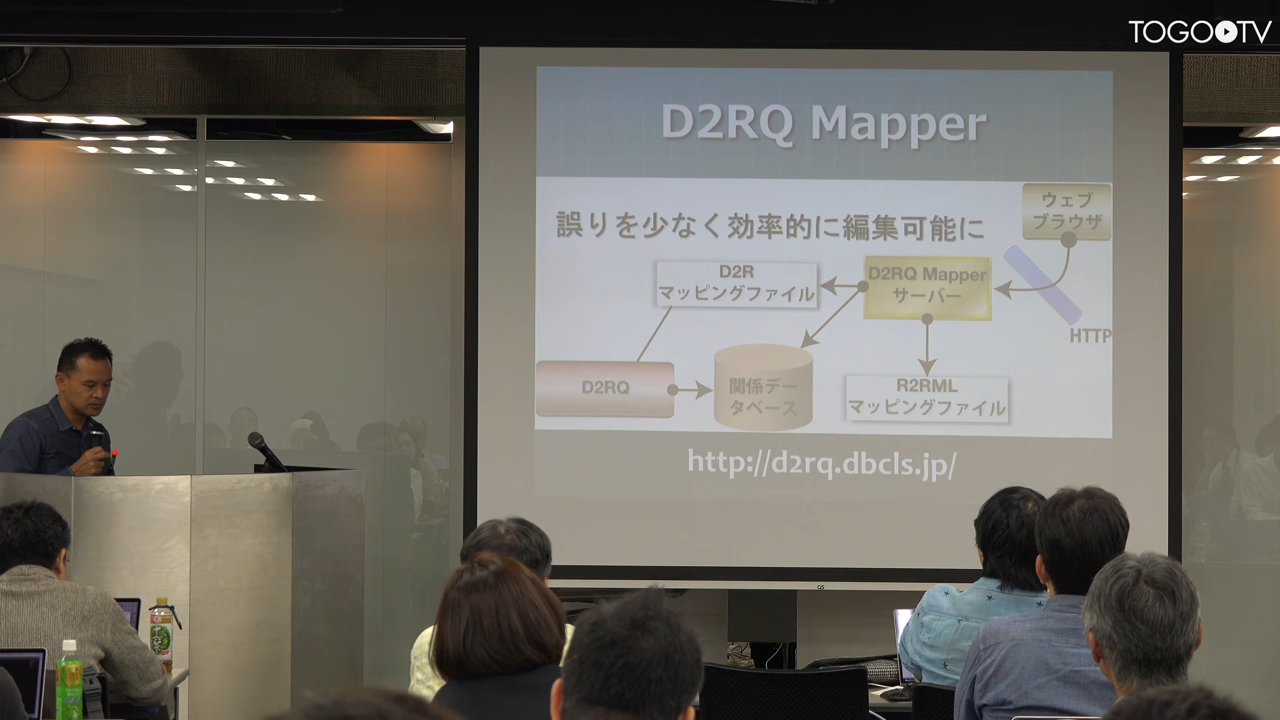 TOGO TV
D2RQ Mapper
誤りを少なく効率的に編集可能に
ウェブ
ブラウザ
D2R
マッピングファイル
D2RQ Mapper
サーバー
HTTP
D2RQ
関係デー
タベース
R2RML
マッピングファイル
http://d2rq.dbcls.jp/